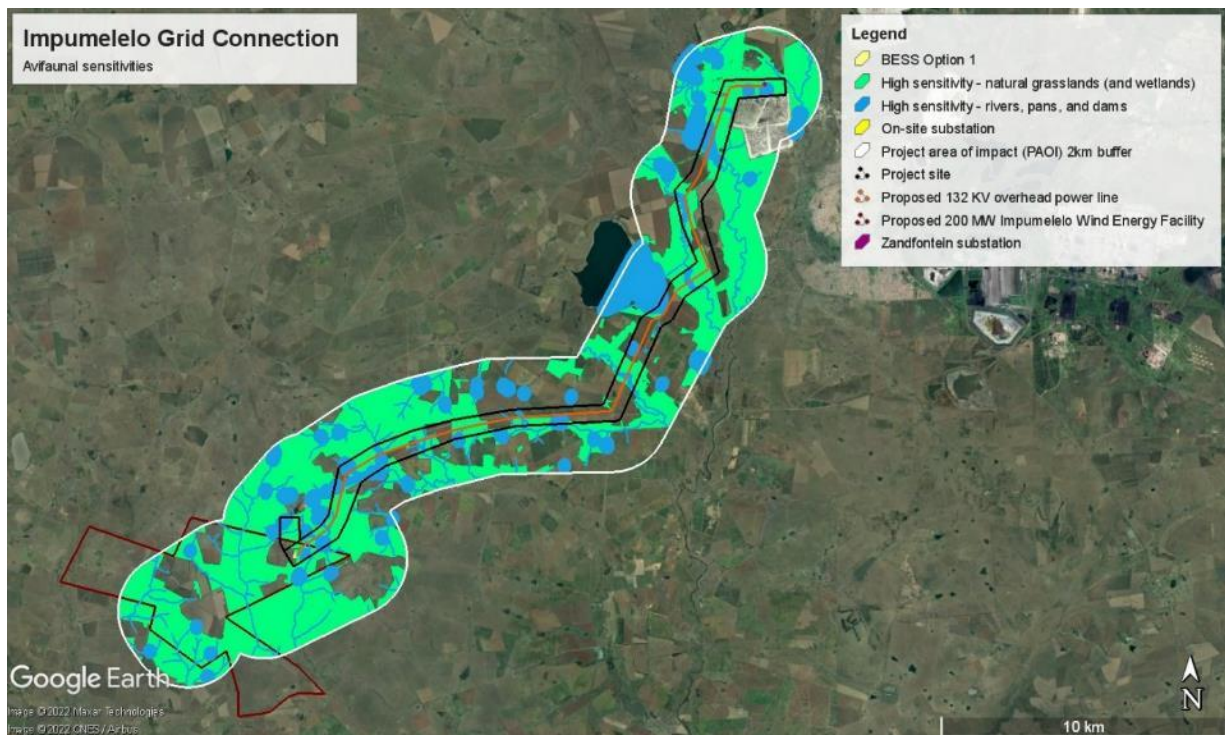 Impumelelo Grid Connection
Avifaunal sensitivities
Legend
BESS Option 1
High sensitivity - natural grasslands (and wetlands)
High sensitivity - rivers, pans, and dams
On-site substation
Project area of impact (PAOI) 2km buffer
Project site
Proposed 132 KV overhead power line
Proposed 200 MW Impumelelo Wind Energy Facility
Zandfontein substation
Google Earth
Image © 2022 Maxar Technologies
Image © 2022 CNES / Airbus
N
10 km